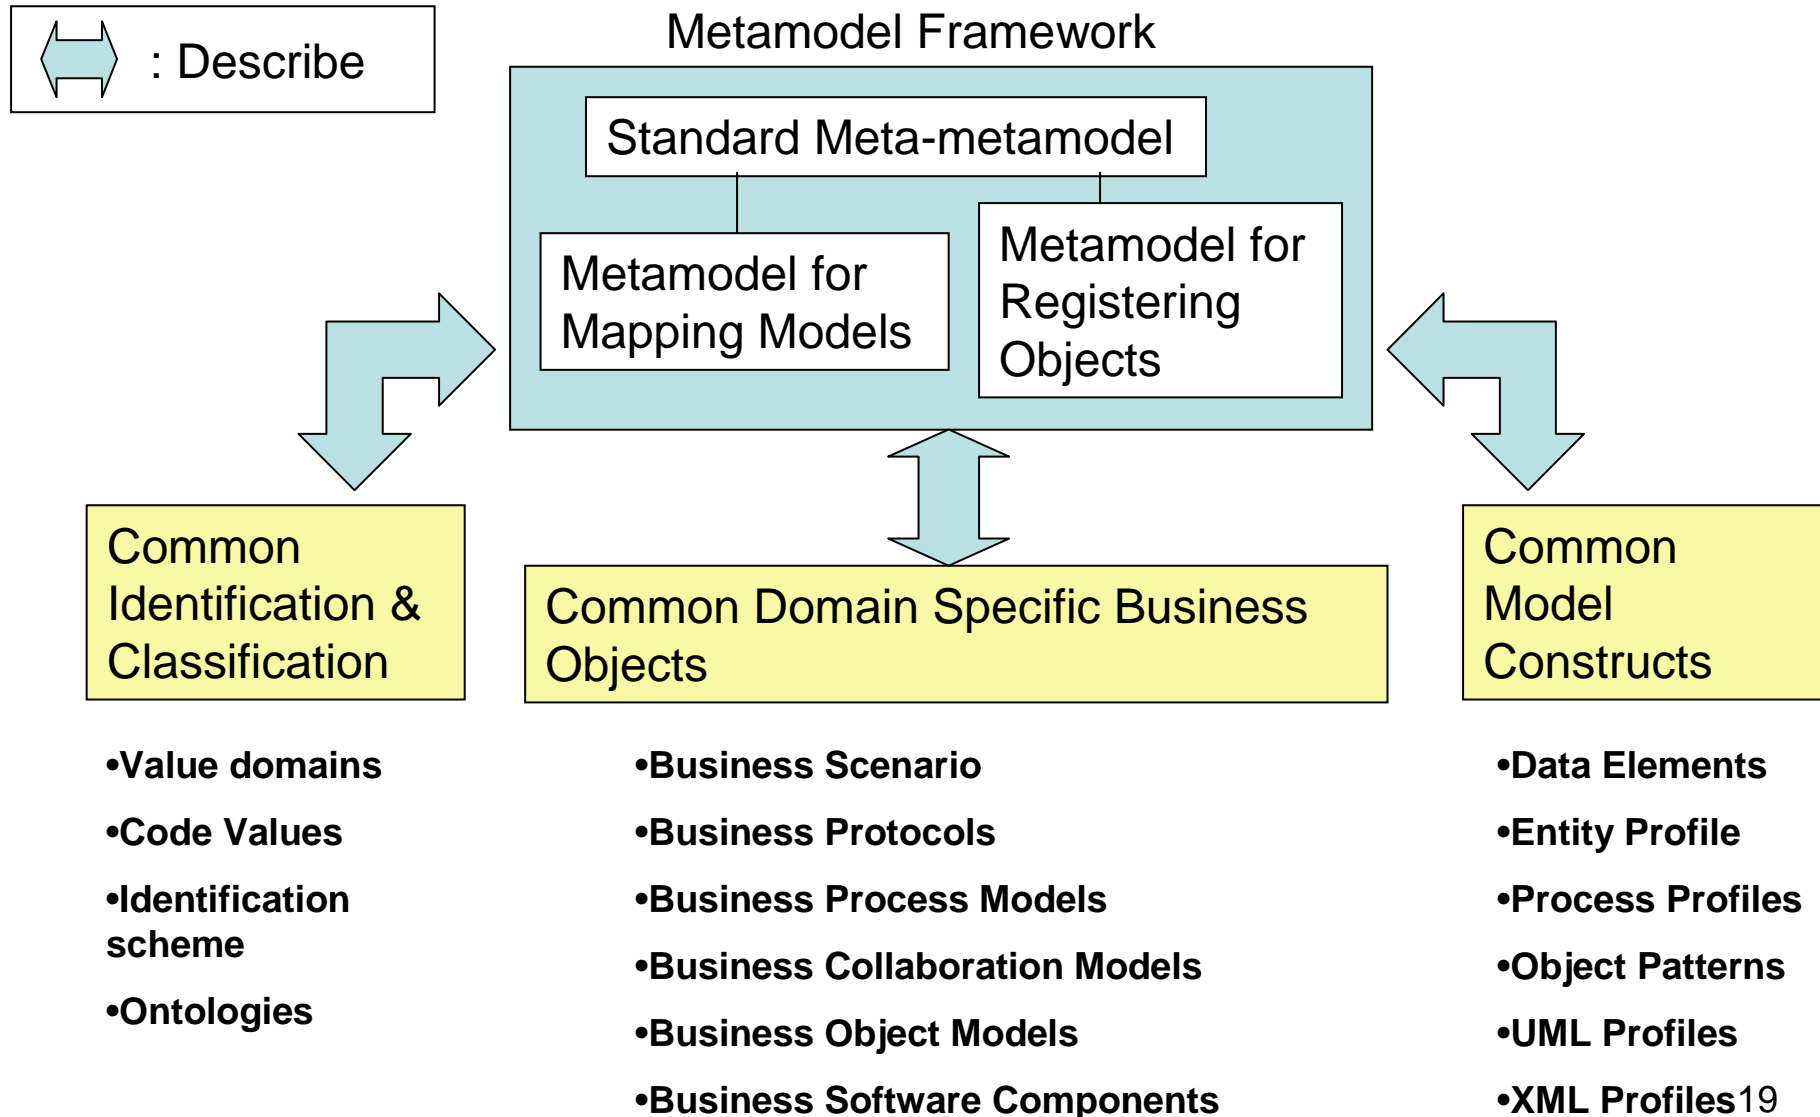 : Describe
Metamodel Framework
Standard Meta-metamodel
Metamodel for
Mapping Models
Metamodel for
Registering
Objects
Common
Identification &
Classification
Common Domain Specific Business
Objects
Common
Model
Constructs
•Value domains
•Code Values
•Identification
scheme
•Ontologies
•Business Scenario
•Business Protocols
•Business Process Models
•Business Collaboration Models
•Business Object Models
•Business Software Components
•Data Elements
•Entity Profile
•Process Profiles
•Object Patterns
•UML Profiles
•XML Profiles
19